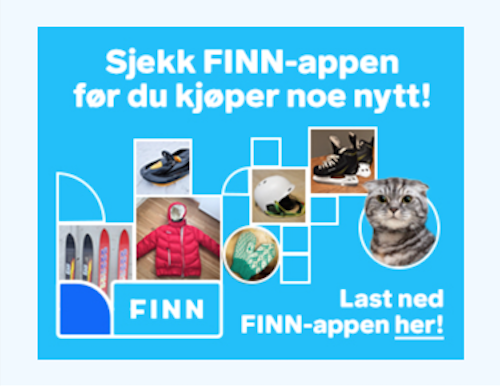 Sjekk FINN-appen
før du kjøper noe nytt!
FINN
Last ned
FINN-appen her!